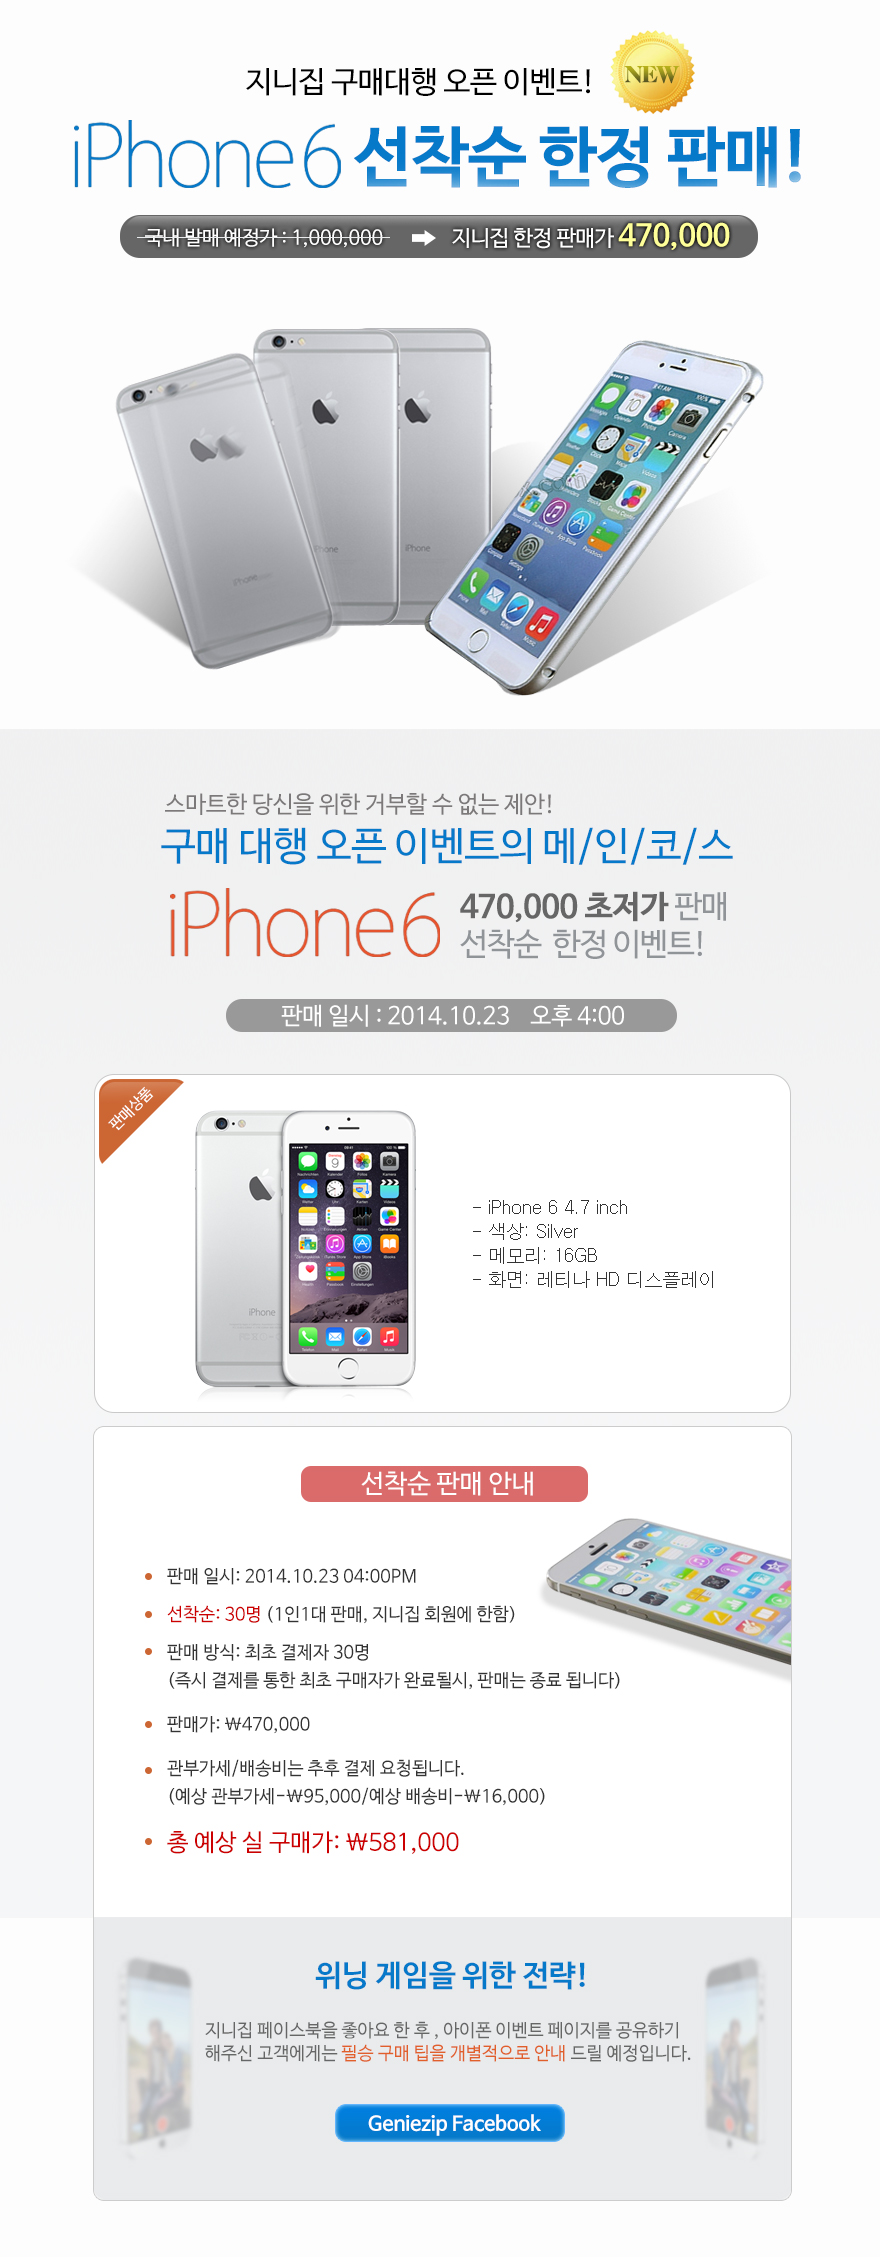 지니집 구매대행 오픈 이벤트!
NEW
iPhone6 선착순 한정 판매!
국내 발매 예정가 : 1,000,000 지니집 한정 판매가 470,000
스마트한 당신을 위한 거부할 수 없는 제안!
구매 대행 오픈 이벤트의 메/인/코/스
iPhone6
470,000 초저가 판매
선착순 한정 이벤트!
판매 일시 : 2014.10.23 오후 4:00
판매상품
- iPhone 6 4.7 inch
- 색상: Silver
- 메모리: 16GB
- 화면: 레티나 HD 디스플레이
iPhone
선착순 판매 안내
• 판매 일시: 2014.10.23 04:00PM
• 선착순: 30명 (1인1대 판매, 지니집 회원에 한함)
• 판매 방식: 최초 결제자 30명
(즉시 결제를 통한 최초 구매자가 완료될시, 판매는 종료 됩니다)
• 판매가: ₩470,000
• 관부가세/배송비는 추후 결제 요청됩니다.
(예상 관부가세-₩95,000/예상 배송비-₩16,000)
• 총 예상 실 구매가: ₩581,000
위닝 게임을 위한 전략!
지니집 페이스북을 좋아요 한 후 , 아이폰 이벤트 페이지를 공유하기
해주신 고객에게는 필승 구매 팁을 개별적으로 안내 드릴 예정입니다.
Geniezip Facebook